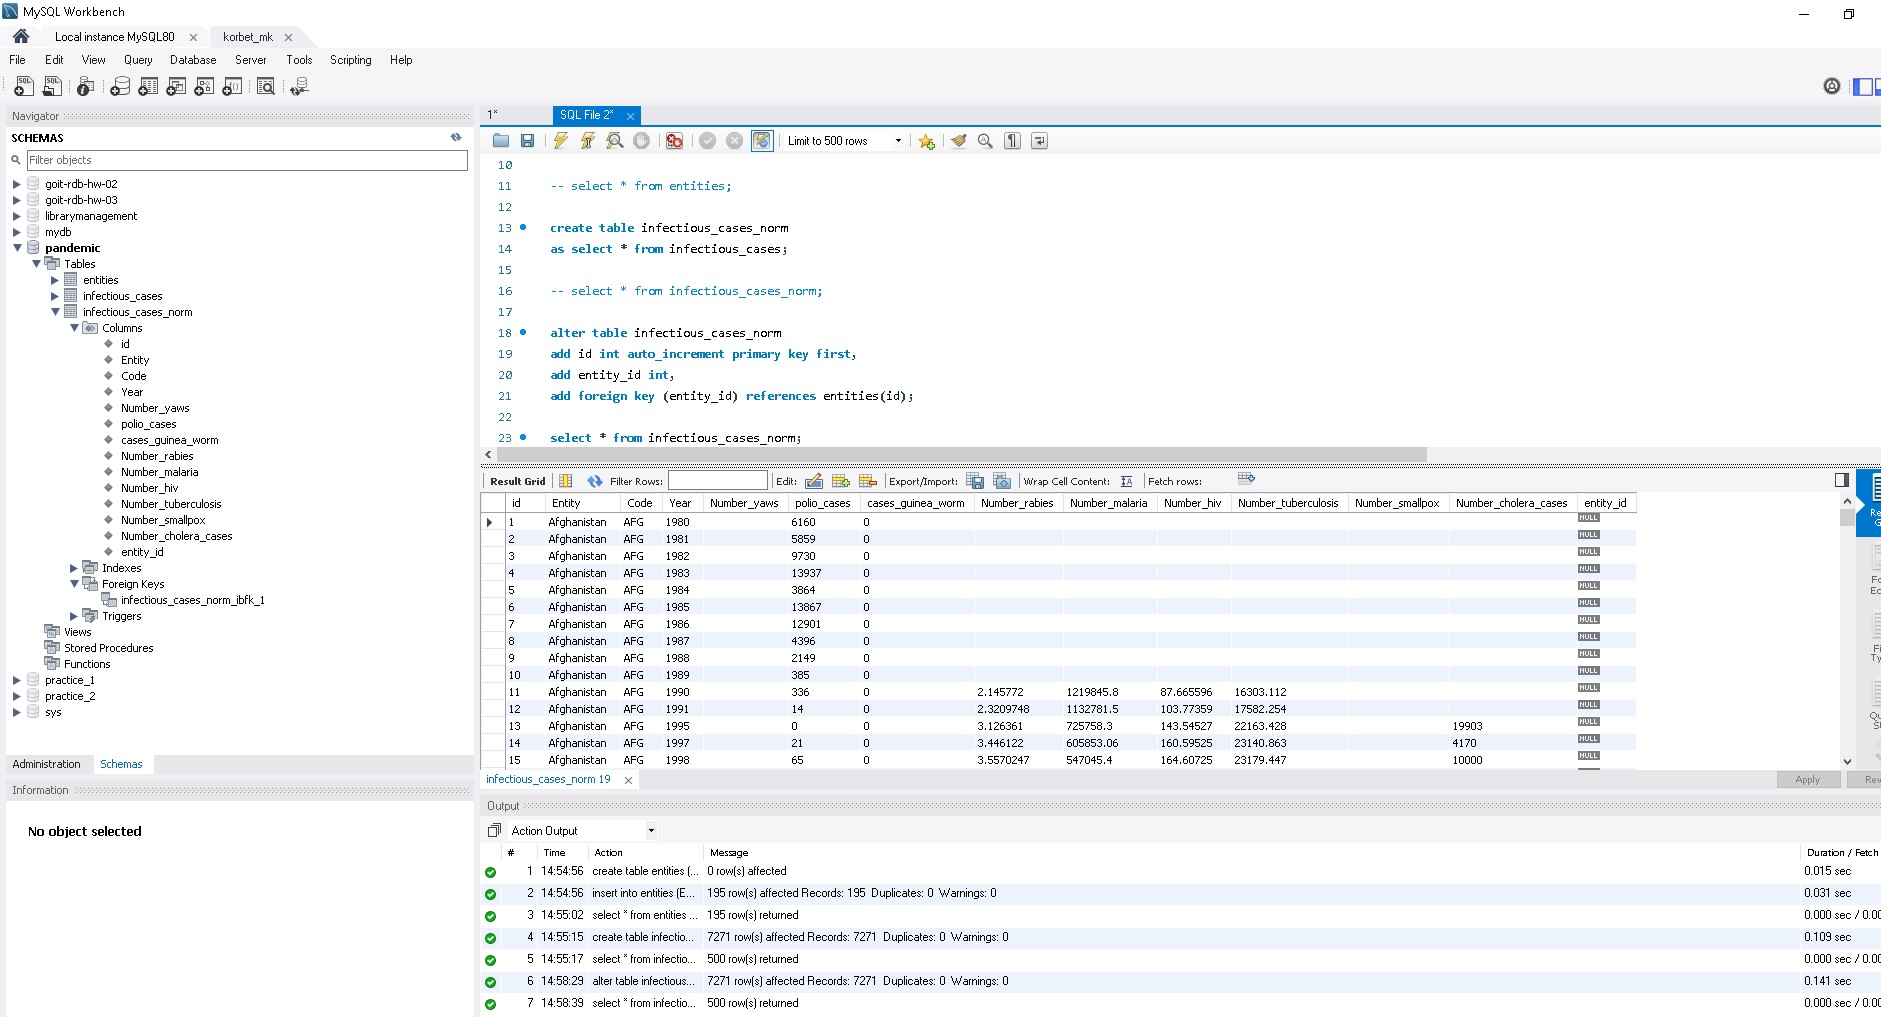 MySQL Workbench
Local instance MySQL80
korbet_mk
File Edit View Query Database Server Tools Scripting Help
Navigator
SCHEMAS
Filter objects
goit-rdb-hw-02
goit-rdb-hw-03
librarymanagement
mydb
pandemic
Tables
entities
infectious_cases
infectious_cases_norm
Columns
id
Entity
Code
Year
Number_yaws
polio_cases
cases_guinea_worm
Number_rabies
Number_malaria
Number_hiv
Number_tuberculosis
Number_smallpox
Number_cholera_cases
entity_id
Indexes
Foreign Keys
infectious_cases_norm_ibfk_1
Triggers
Views
Stored Procedures
Functions
practice_1
practice_2
sys
Administration Schemas
Information
No object selected
1* SQL File 2*
Limit to 500 rows
10
11 -- select * from entities;
12
13 create table infectious_cases_norm
14 as select * from infectious_cases;
15
16 -- select * from infectious_cases_norm;
17
18 alter table infectious_cases_norm
19 add id int auto_increment primary key first,
20 add entity_id int,
21 add foreign key (entity_id) references entities(id);
22
23 select * from infectious_cases_norm;
Result Grid Filter Rows: Edit: Export/Import: Wrap Cell Content: Fetch rows:
id Entity Code Year Number_yaws polio_cases cases_guinea_worm Number_rabies Number_malaria Number_hiv Number_tuberculosis Number_smallpox Number_cholera_cases entity_id
1 Afghanistan AFG 1980 6160 0 NULL
2 Afghanistan AFG 1981 5859 0 NULL
3 Afghanistan AFG 1982 9730 0 NULL
4 Afghanistan AFG 1983 13937 0 NULL
5 Afghanistan AFG 1984 3864 0 NULL
6 Afghanistan AFG 1985 13867 0 NULL
7 Afghanistan AFG 1986 12901 0 NULL
8 Afghanistan AFG 1987 4396 0 NULL
9 Afghanistan AFG 1988 2149 0 NULL
10 Afghanistan AFG 1989 385 0 NULL
11 Afghanistan AFG 1990 336 0 2.145772 1219845.8 87.665596 16303.112 NULL
12 Afghanistan AFG 1991 14 0 2.3209748 1132781.5 103.77359 17582.254 NULL
13 Afghanistan AFG 1995 0 0 3.126361 725758.3 143.54527 22163.428 19903 NULL
14 Afghanistan AFG 1997 21 0 3.446122 605853.06 160.59525 23140.863 4170 NULL
15 Afghanistan AFG 1998 65 0 3.5570247 547045.4 164.60725 23179.447 10000 NULL
infectious_cases_norm 19
Apply
Output
Action Output
# Time Action Message Duration / Fetch
1 14:54:56 create table entities (... 0 row(s) affected 0.015 sec
2 14:54:56 insert into entities (E... 195 row(s) affected Records: 195 Duplicates: 0 Warnings: 0 0.031 sec
3 14:55:02 select * from entities ... 195 row(s) returned 0.000 sec / 0.00
4 14:55:15 create table infectio... 7271 row(s) affected Records: 7271 Duplicates: 0 Warnings: 0 0.109 sec
5 14:55:17 select * from infectio... 500 row(s) returned 0.000 sec / 0.00
6 14:58:29 alter table infectious... 7271 row(s) affected Records: 7271 Duplicates: 0 Warnings: 0 0.141 sec
7 14:58:39 select * from infectio... 500 row(s) returned 0.000 sec / 0.00